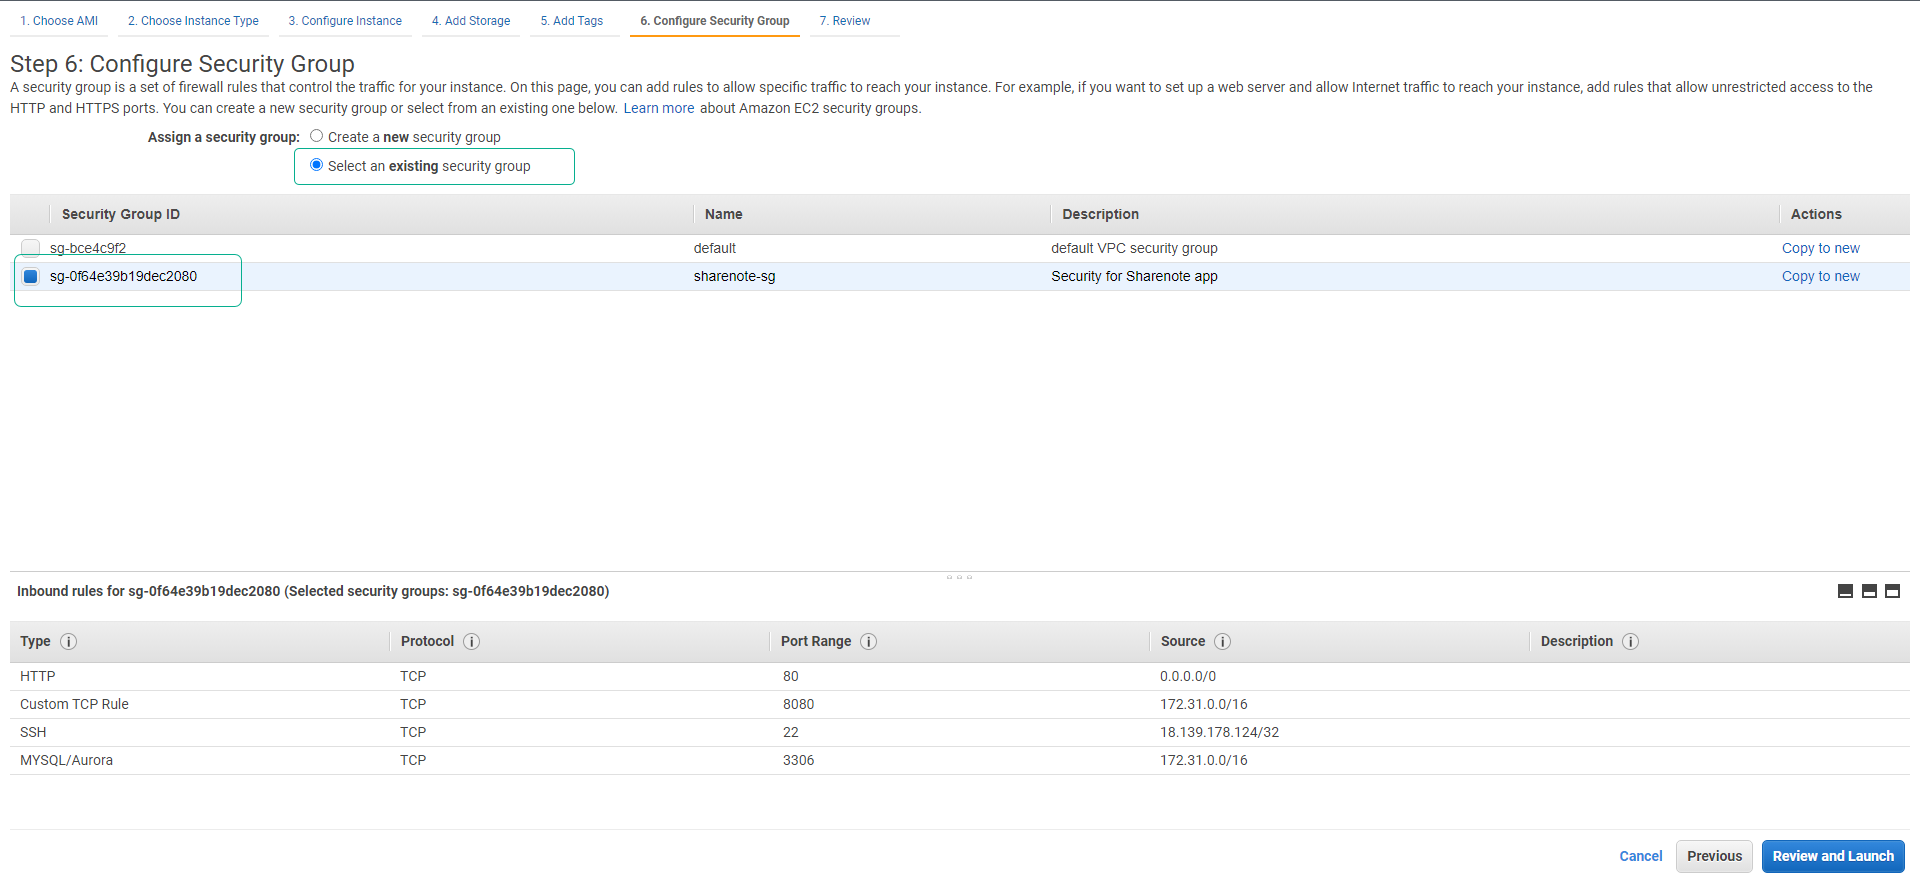 1. Choose AMI 2. Choose Instance Type 3. Configure Instance 4. Add Storage 5. Add Tags 6. Configure Security Group 7. Review
Step 6: Configure Security Group
A security group is a set of firewall rules that control the traffic for your instance. On this page, you can add rules to allow specific traffic to reach your instance. For example, if you want to set up a web server and allow Internet traffic to reach your instance, add rules that allow unrestricted access to the
HTTP and HTTPS ports. You can create a new security group or select from an existing one below. Learn more about Amazon EC2 security groups.
Assign a security group: Create a new security group
Select an existing security group
Security Group ID Name Description Actions
sg-bce4c9f2 default default VPC security group Copy to new
sg-0f64e39b19dec2080 sharenote-sg Security for Sharenote app Copy to new
Inbound rules for sg-0f64e39b19dec2080 (Selected security groups: sg-0f64e39b19dec2080)
Type i Protocol i Port Range i Source i Description i
HTTP TCP 80 0.0.0.0/0
Custom TCP Rule TCP 8080 172.31.0.0/16
SSH TCP 22 18.139.178.124/32
MYSQL/Aurora TCP 3306 172.31.0.0/16
Cancel Previous Review and Launch